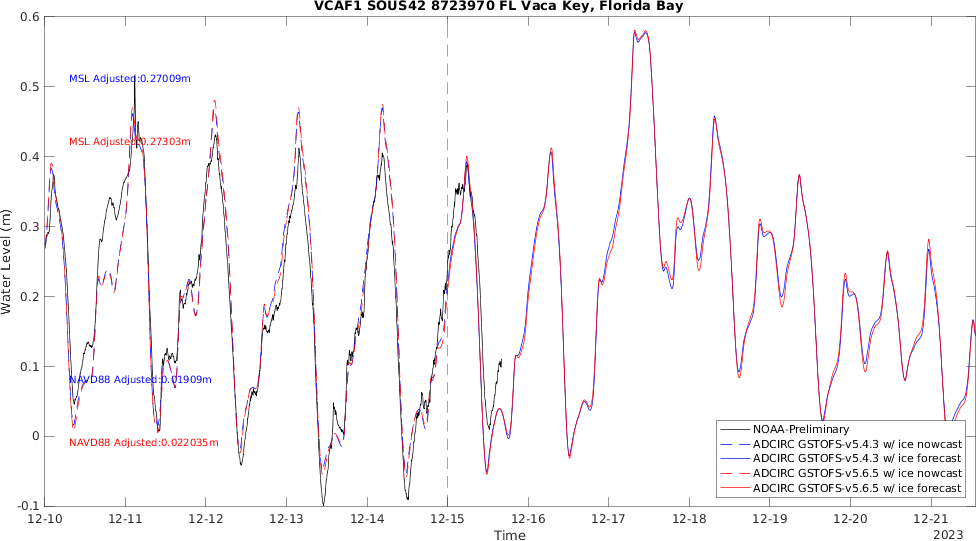 VCAF1 SOUS42 8723970 FL Vaca Key, Florida Bay
0.6
0.5
0.4
0.3
0.2
0.1
0
-0.1
Water Level (m)
MSL Adjusted:0.27009m
MSL Adjusted:0.27303m
NAVD88 Adjusted:0.01909m
NAVD88 Adjusted:0.022035m
NOAA-Preliminary
ADCIRC GSTOFS-v5.4.3 w/ ice nowcast
ADCIRC GSTOFS-v5.4.3 w/ ice forecast
ADCIRC GSTOFS-v5.6.5 w/ ice nowcast
ADCIRC GSTOFS-v5.6.5 w/ ice forecast
12-10 12-11 12-12 12-13 12-14 12-15 12-16 12-17 12-18 12-19 12-20 12-21
Time
2023